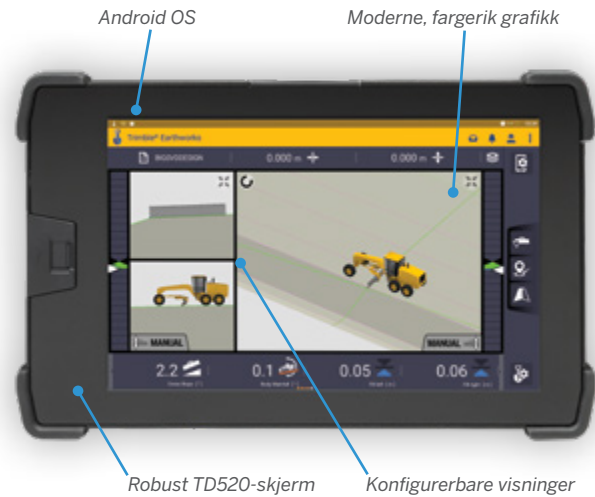 Android OS
Moderne, fargerik grafikk
Trimble® Earthworks
0.000 m
0.000 m
MANUAL
MANUAL
2.2
0.1
0.05
0.06
Robust TD520-skjerm
Konfigurerbare visninger